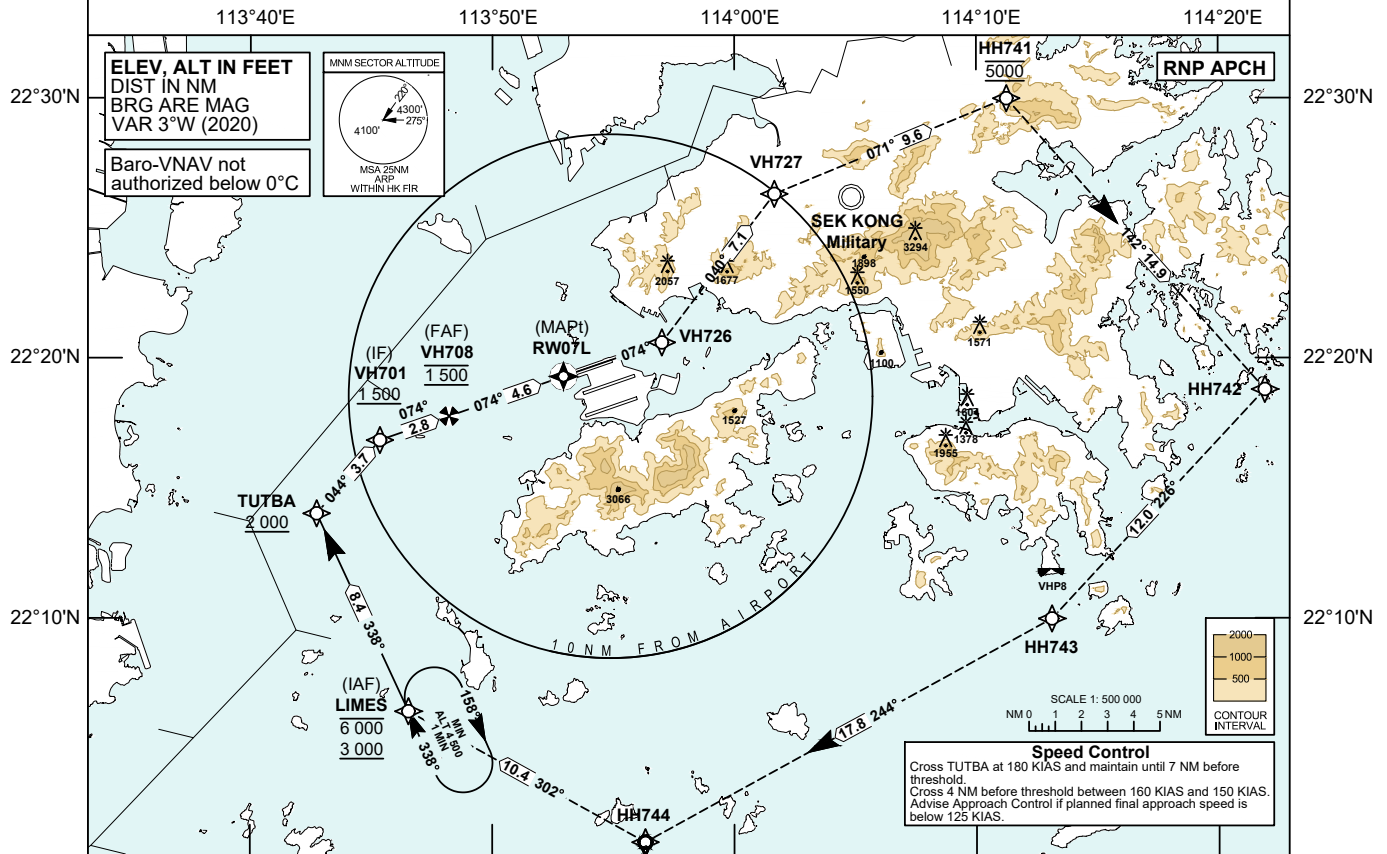 113°40'E
113°50'E
114°00'E
114°10'E
114°20'E
22°30'N
22°20'N
22°10'N
22°30'N
22°20'N
22°10'N
ELEV, ALT IN FEET
DIST IN NM
BRG ARE MAG
VAR 3°W (2020)
Baro-VNAV not
authorized below 0°C
MNM SECTOR ALTITUDE
220°
4300'
275°
4100'
MSA 25NM
ARP
WITHIN HK FIR
RNP APCH
HH741
5000
071° 9.6
VH727
SEK KONG
Military
3294
1898
1550
2057
1677
040° 7.1
142° 14.9
1571
1100
HH742
(MAPt)
RW07L
074°
VH726
(FAF)
VH708
1 500
(IF)
VH701
1 500
074°
2.8
074° 4.6
044° 3.7
TUTBA
2 000
1527
3066
1604
1378
1955
12.0 226°
VHP8
HH743
10NM FROM AIRPORT
8.4 338°
(IAF)
LIMES
6 000
3 000
158°
MIN
ALT 4 500
1 MIN
338°
10.4 302°
HH744
17.8 244°
2000
1000
500
CONTOUR
INTERVAL
SCALE 1: 500 000
NM 0 1 2 3 4 5 NM
Speed Control
Cross TUTBA at 180 KIAS and maintain until 7 NM before
threshold.
Cross 4 NM before threshold between 160 KIAS and 150 KIAS.
Advise Approach Control if planned final approach speed is
below 125 KIAS.